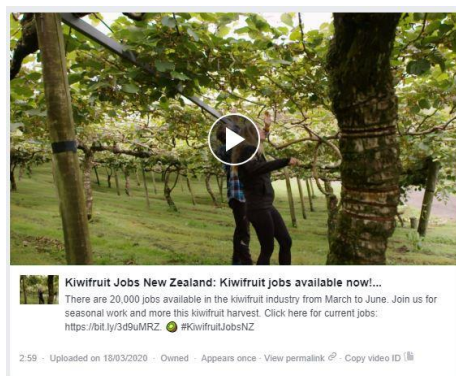 Kiwifruit Jobs New Zealand: Kiwifruit jobs available now!...
There are 20,000 jobs available in the kiwifruit industry from March to June. Join us for
seasonal work and more this kiwifruit harvest. Click here for current jobs:
https://bit.ly/3d9uMRZ. 🥝 #KiwifruitJobsNZ
2:59 · Uploaded on 18/03/2020 · Owned · Appears once · View permalink · Copy video ID